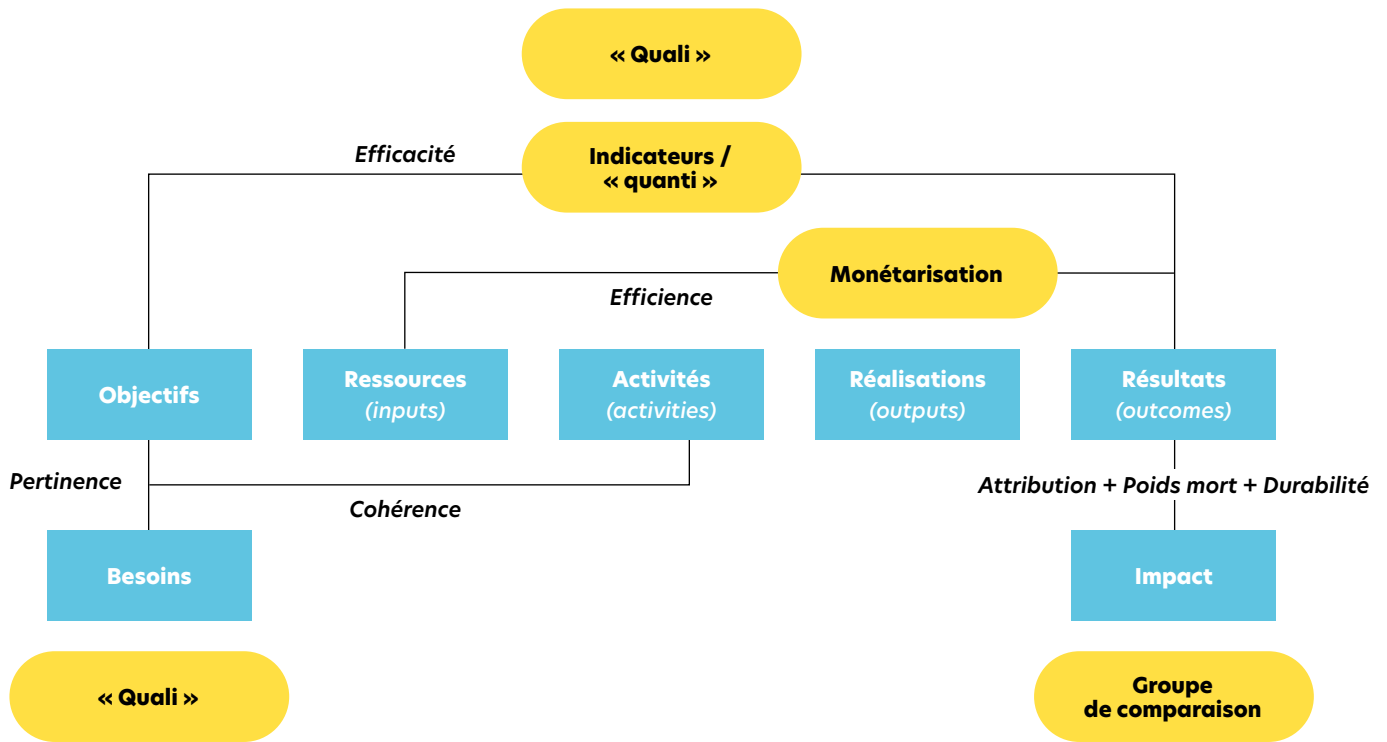 « Quali »
Efficacité
Indicateurs /
« quanti »
Monétarisation
Efficience
Objectifs
Ressources
(inputs)
Activités
(activities)
Réalisations
(outputs)
Résultats
(outcomes)
Pertinence
Cohérence
Attribution + Poids mort + Durabilité
Besoins
Impact
« Quali »
Groupe
de comparaison